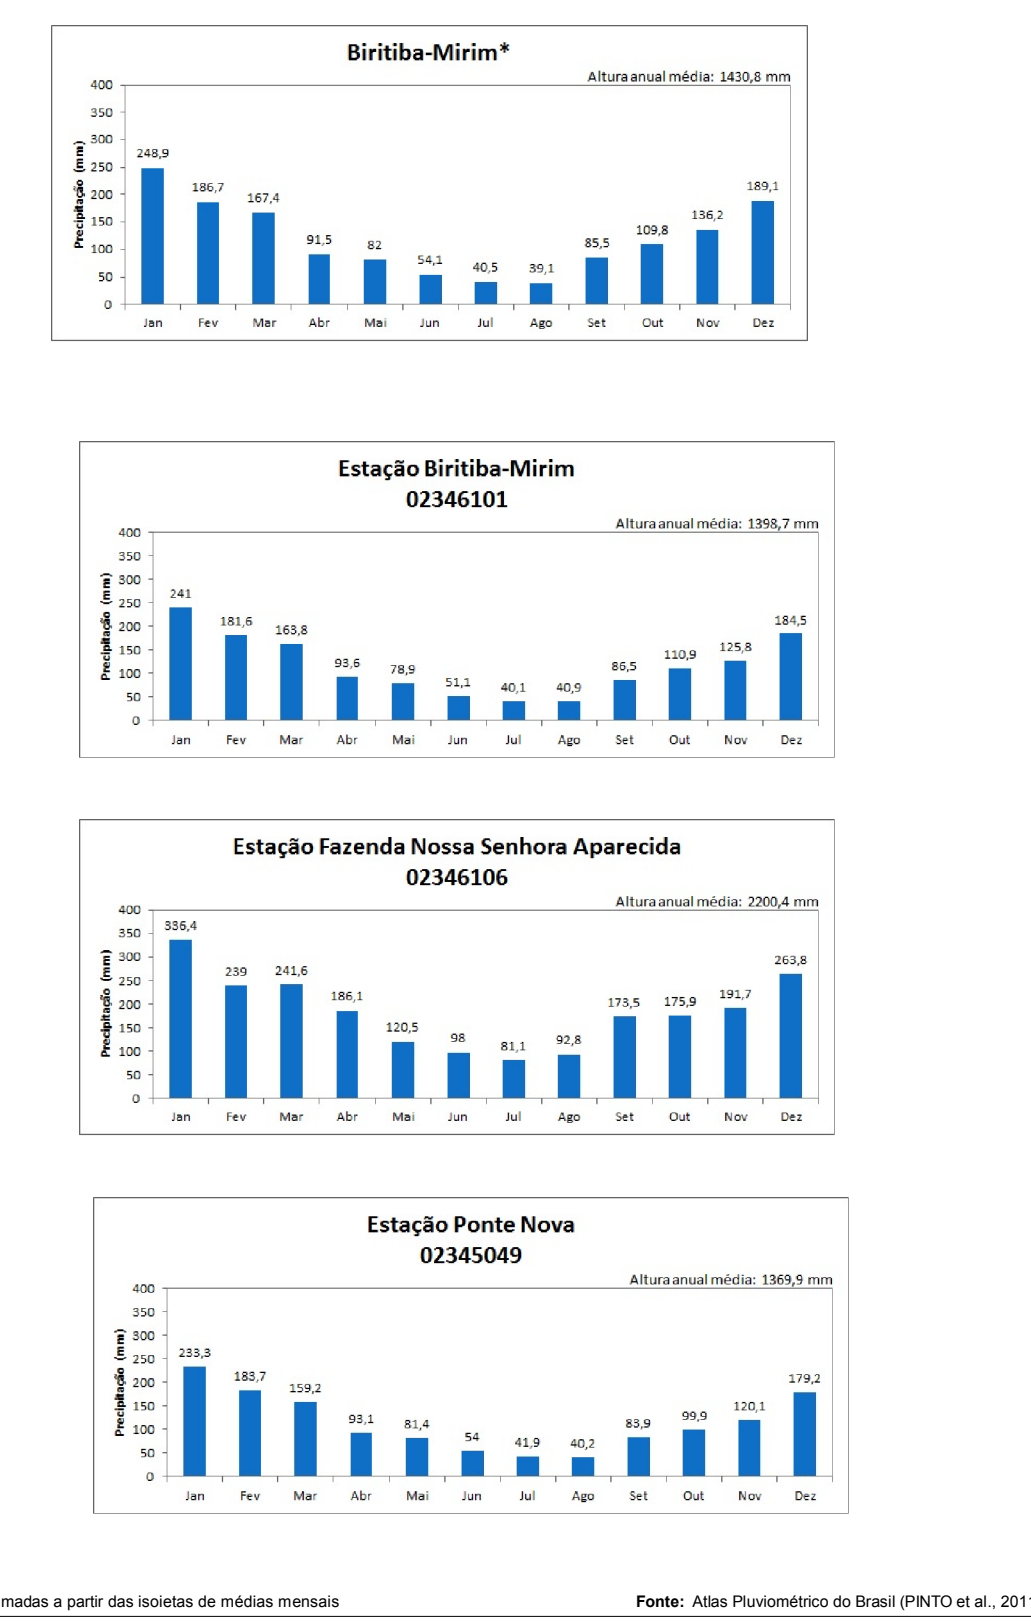 Biritiba-Mirim*
Altura anual média: 1430,8 mm
Precipitação (mm)
400
350
300
250
200
150
100
50
0
248,9 186,7 167,4 91,5 82 54,1 40,5 39,1 85,5 109,8 136,2 189,1
Jan Fev Mar Abr Mai Jun Jul Ago Set Out Nov Dez
Estação Biritiba-Mirim
02346101
Altura anual média: 1398,7 mm
Precipitação (mm)
400
350
300
250
200
150
100
50
0
241 181,6 163,8 93,6 78,9 51,1 40,1 40,9 86,5 110,9 125,8 184,5
Jan Fev Mar Abr Mai Jun Jul Ago Set Out Nov Dez
Estação Fazenda Nossa Senhora Aparecida
02346106
Altura anual média: 2200,4 mm
Precipitação (mm)
400
350
300
250
200
150
100
50
0
336,4 239 241,6 186,1 120,5 98 81,1 92,8 173,5 175,9 191,7 263,8
Jan Fev Mar Abr Mai Jun Jul Ago Set Out Nov Dez
Estação Ponte Nova
02345049
Altura anual média: 1369,9 mm
Precipitação (mm)
400
350
300
250
200
150
100
50
0
233,3 183,7 159,2 93,1 81,4 54 41,9 40,2 83,9 99,9 120,1 179,2
Jan Fev Mar Abr Mai Jun Jul Ago Set Out Nov Dez
madas a partir das isoietas de médias mensais
Fonte: Atlas Pluviométrico do Brasil (PINTO et al., 201